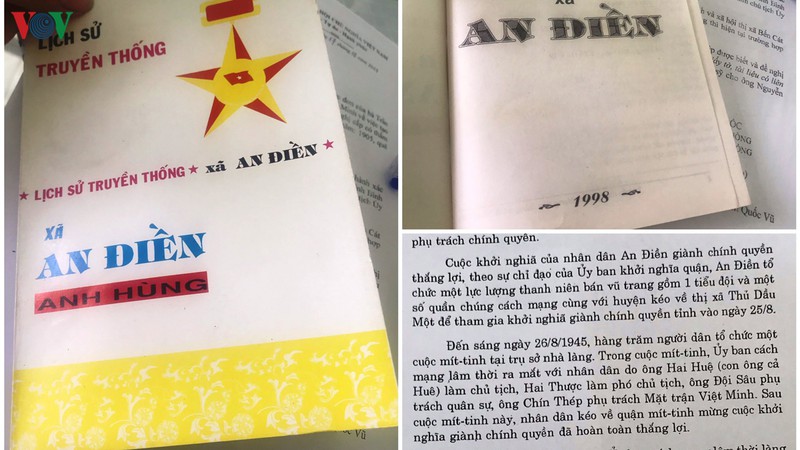 VOV
LỊCH SỬ
TRUYỀN THỐNG
LỊCH SỬ TRUYỀN THỐNG ★ xã AN ĐIỀN ★
XÃ
AN ĐIỀN
ANH HÙNG
xã
AN ĐIỀN
1998
Quốc Vũ
phụ trách chính quyền.
Cuộc khởi nghiã của nhân dân An Điền giành chính quyền
thắng lợi, theo sự chỉ đạo của Ủy ban khởi nghĩa quận, An Điền tổ
chức một lực lượng thanh niên bán vũ trang gồm 1 tiểu đội và một
số quần chúng cách mạng cùng với huyện kéo về thị xã Thủ Dầu
Một để tham gia khởi nghĩa giành chính quyền tỉnh vào ngày 25/8.
Đến sáng ngày 26/8/1945, hàng trăm người dân tổ chức một
cuộc mít-tinh tại trụ sở nhà làng. Trong cuộc mít-tinh, Ủy ban cách
mạng lâm thời ra mắt với nhân dân do ông Hai Huệ (con ông cả
Huê) làm chủ tịch, Hai Thược làm phó chủ tịch, ông Đội Sâu phụ
trách quân sự, ông Chín Thép phụ trách Mặt trận Việt Minh. Sau
cuộc mít-tinh này, nhân dân kéo về quận mít-tinh mừng cuộc khởi
nghĩa giành chính quyền đã hoàn toàn thắng lợi.